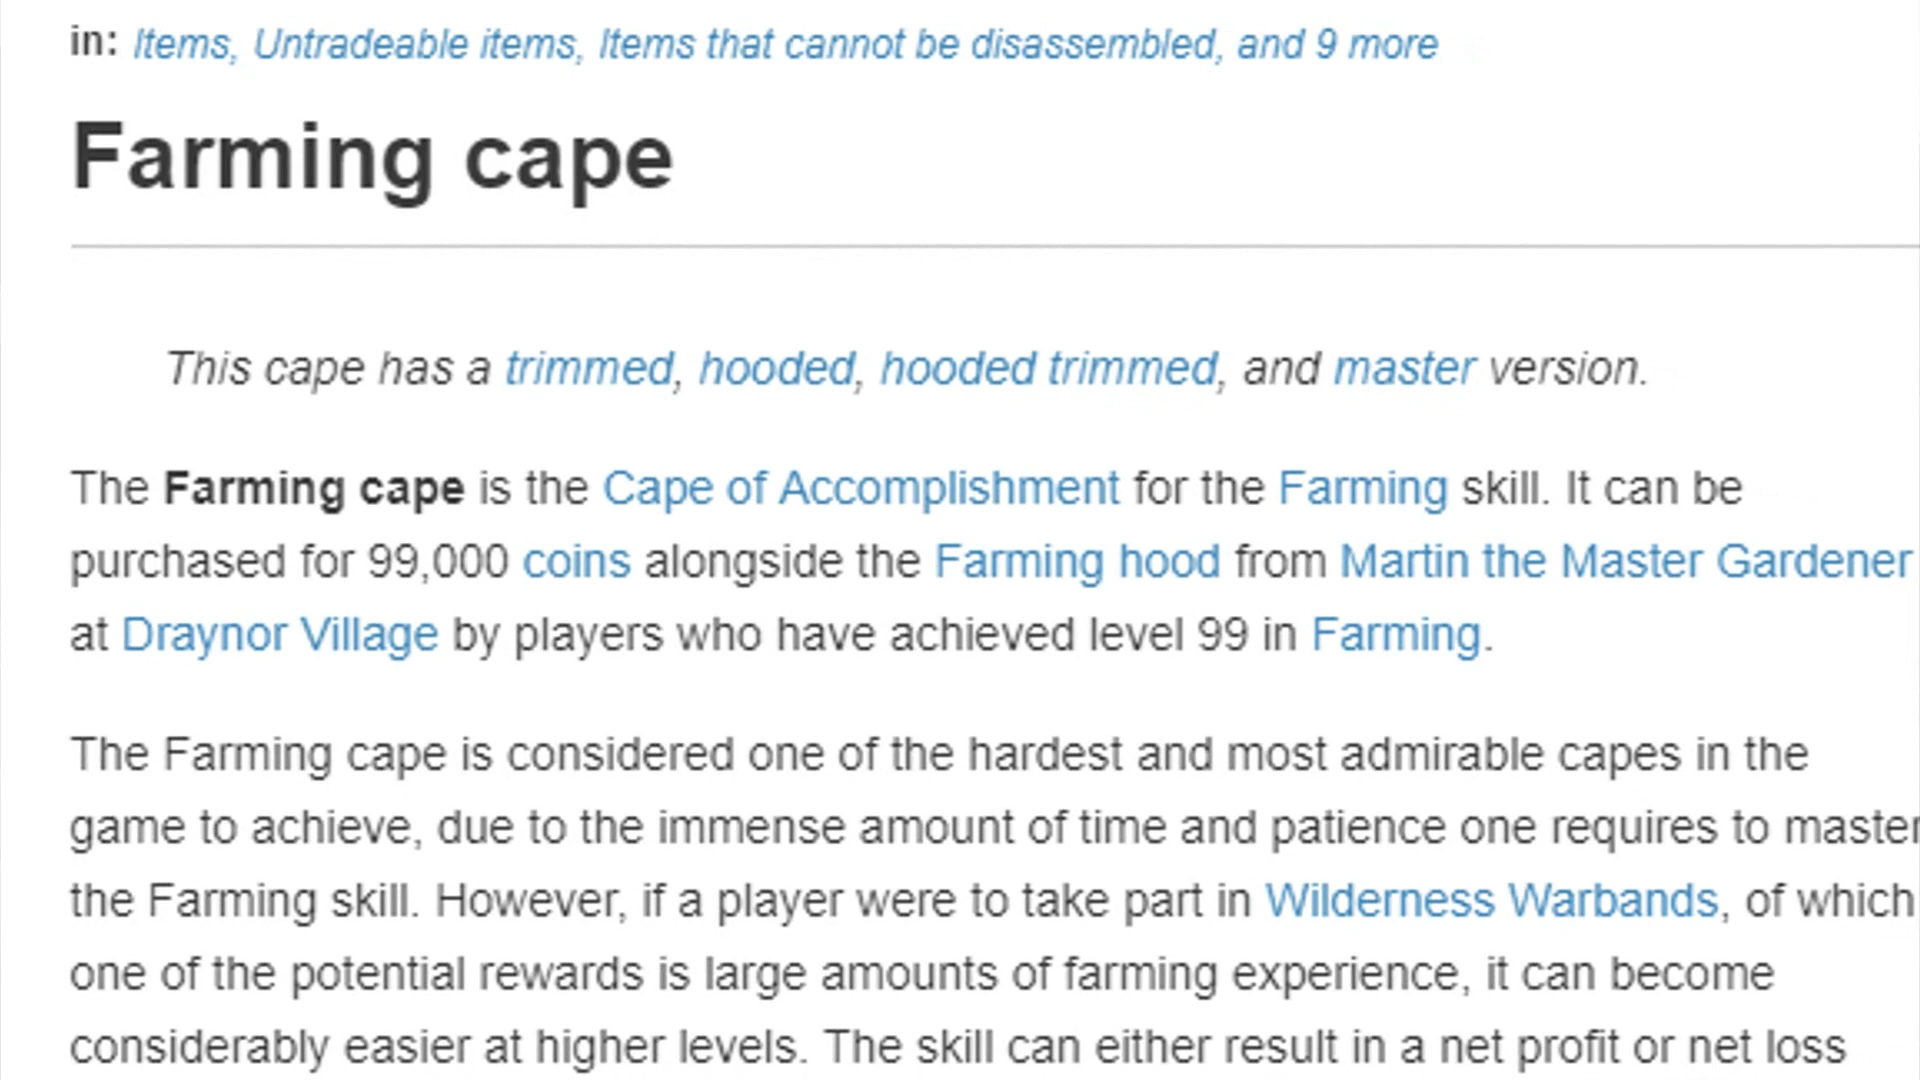 in: Items, Untradeable items, Items that cannot be disassembled, and 9 more
Farming cape
This cape has a trimmed, hooded, hooded trimmed, and master version.
The Farming cape is the Cape of Accomplishment for the Farming skill. It can be
purchased for 99,000 coins alongside the Farming hood from Martin the Master Gardener
at Draynor Village by players who have achieved level 99 in Farming.
The Farming cape is considered one of the hardest and most admirable capes in the
game to achieve, due to the immense amount of time and patience one requires to master
the Farming skill. However, if a player were to take part in Wilderness Warbands, of which
one of the potential rewards is large amounts of farming experience, it can become
considerably easier at higher levels. The skill can either result in a net profit or net loss